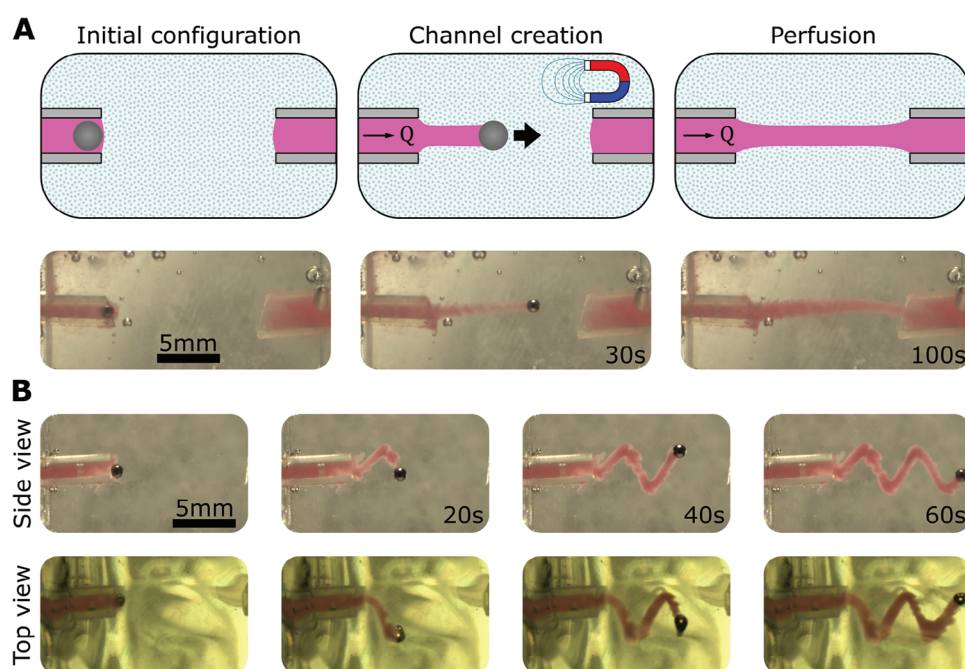 A
Initial configuration
Channel creation
Perfusion
Q
Q
5mm
30s
100s
B
Side view
5mm
20s
40s
60s
Top view